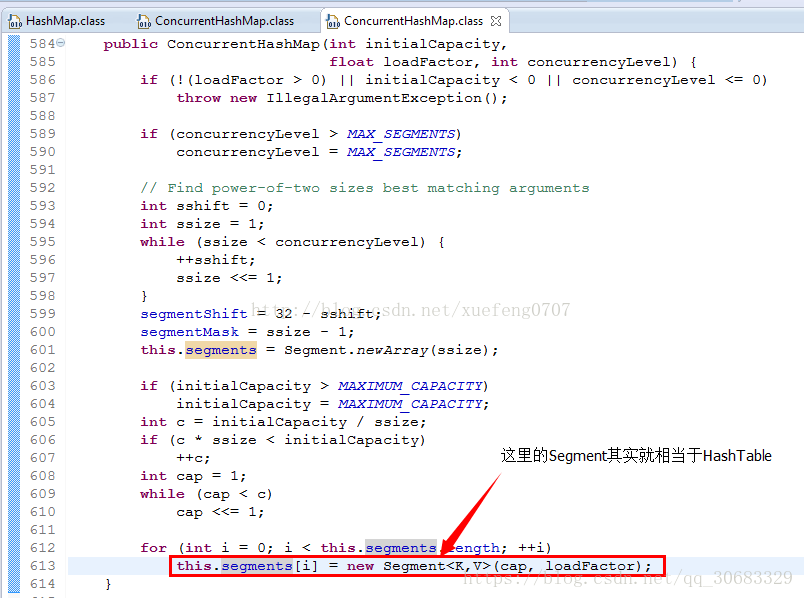 HashMap.class ConcurrentHashMap.class ConcurrentHashMap.class
584 public ConcurrentHashMap(int initialCapacity,
585 float loadFactor, int concurrencyLevel) {
586 if (!(loadFactor > 0) || initialCapacity < 0 || concurrencyLevel <= 0)
587 throw new IllegalArgumentException();
588
589 if (concurrencyLevel > MAX_SEGMENTS)
590 concurrencyLevel = MAX_SEGMENTS;
591
592 // Find power-of-two sizes best matching arguments
593 int sshift = 0;
594 int ssize = 1;
595 while (ssize < concurrencyLevel) {
596 ++sshift;
597 ssize <<= 1;
598 }
http://blog.csdn.net/xuefeng0707
599 segmentShift = 32 - sshift;
600 segmentMask = ssize - 1;
601 this.segments = Segment.newArray(ssize);
602
603 if (initialCapacity > MAXIMUM_CAPACITY)
604 initialCapacity = MAXIMUM_CAPACITY;
605 int c = initialCapacity / ssize;
606 if (c * ssize < initialCapacity)
607 ++c;
这里的Segment其实就相当于HashTable
608 int cap = 1;
609 while (cap < c)
610 cap <<= 1;
611
612 for (int i = 0; i < this.segments.length; ++i)
613 this.segments[i] = new Segment<K,V>(cap, loadFactor);
https://blog.csdn.net/qq_30683329
614 }